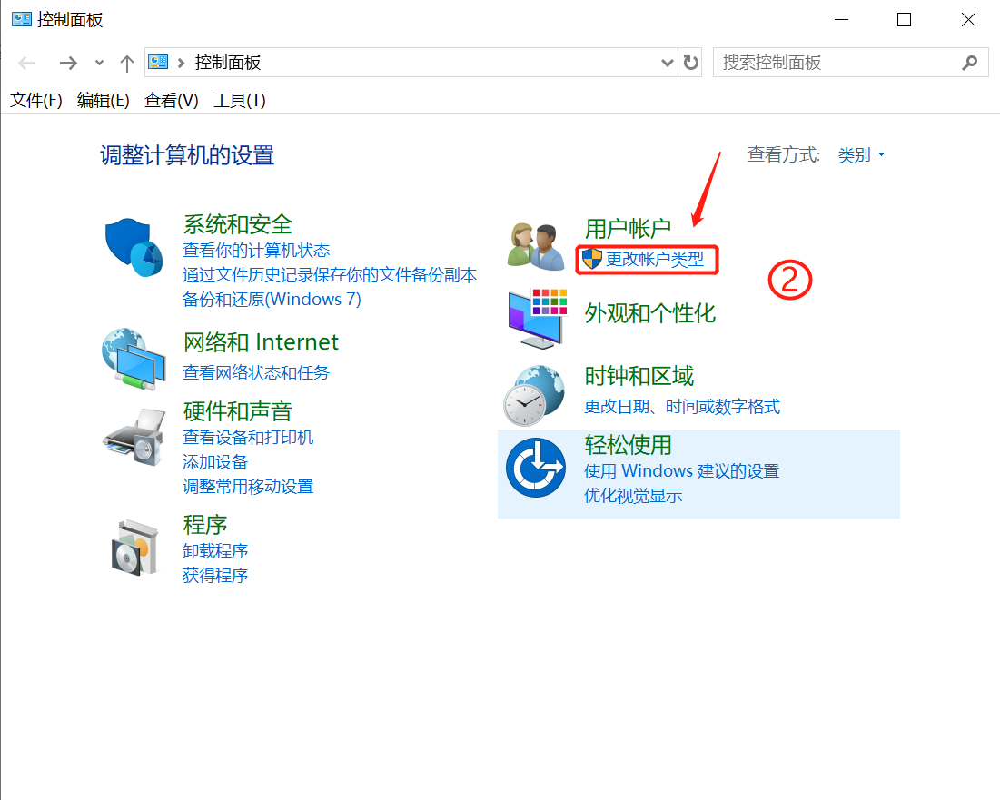 控制面板
控制面板
搜索控制面板
文件(F) 编辑(E) 查看(V) 工具(T)
调整计算机的设置
查看方式: 类别
系统和安全
查看你的计算机状态
通过文件历史记录保存你的文件备份副本
备份和还原(Windows 7)
网络和 Internet
查看网络状态和任务
硬件和声音
查看设备和打印机
添加设备
调整常用移动设置
程序
卸载程序
获得程序
用户帐户
更改帐户类型
②
外观和个性化
时钟和区域
更改日期、时间或数字格式
轻松使用
使用 Windows 建议的设置
优化视觉显示